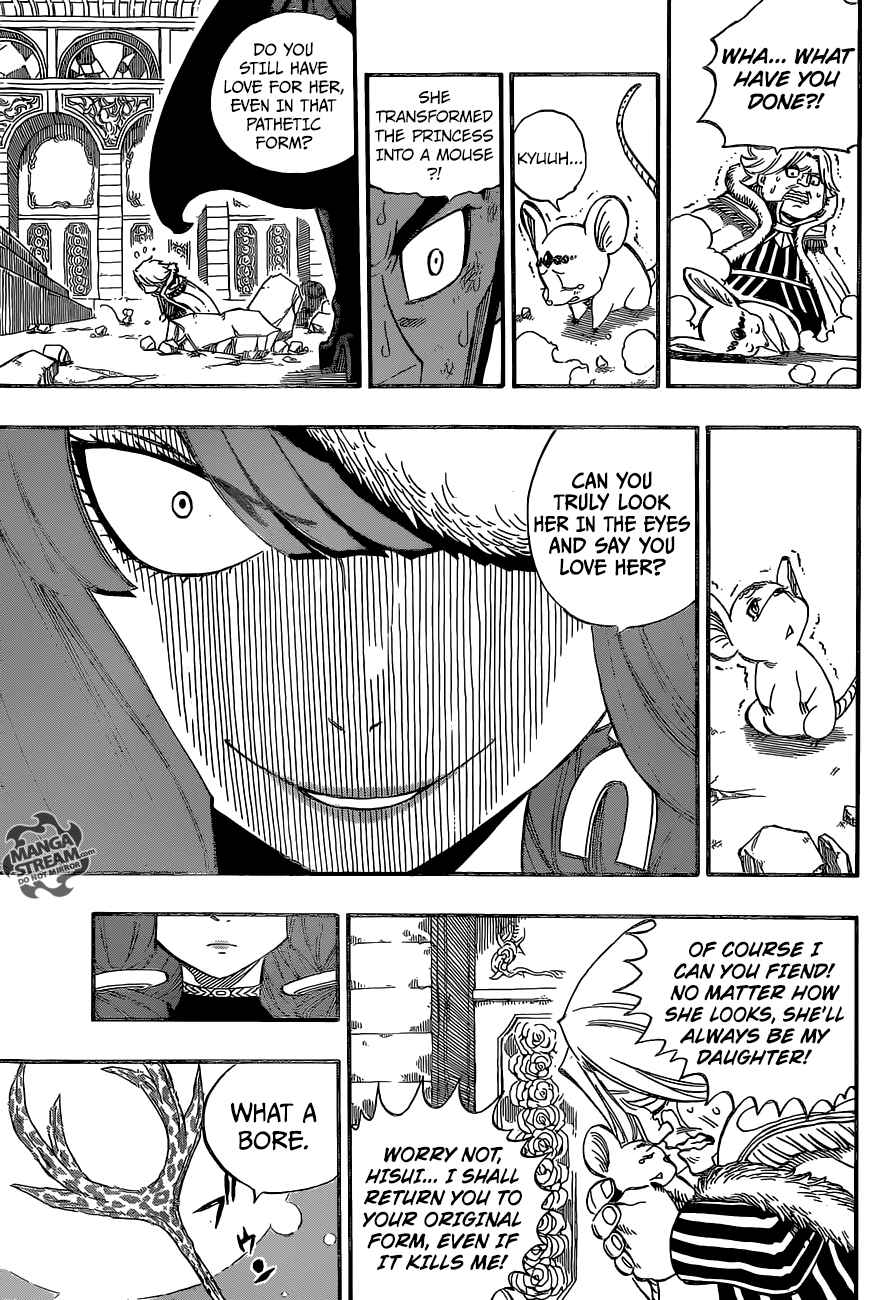 WHA... WHAT
HAVE YOU
DONE?!
KYUUH...
SHE
TRANSFORMED
THE PRINCESS
INTO A MOUSE
?!
DO YOU
STILL HAVE
LOVE FOR HER,
EVEN IN THAT
PATHETIC
FORM?
CAN YOU
TRULY LOOK
HER IN THE EYES
AND SAY YOU
LOVE HER?
OF COURSE I
CAN YOU FIEND!
NO MATTER HOW
SHE LOOKS, SHE'LL
ALWAYS BE MY
DAUGHTER!
WORRY NOT,
HISUI... I SHALL
RETURN YOU TO
YOUR ORIGINAL
FORM, EVEN IF
IT KILLS ME!
WHAT A
BORE.
ヴン
MANGA
STREAM.com
DO NOT MIRROR